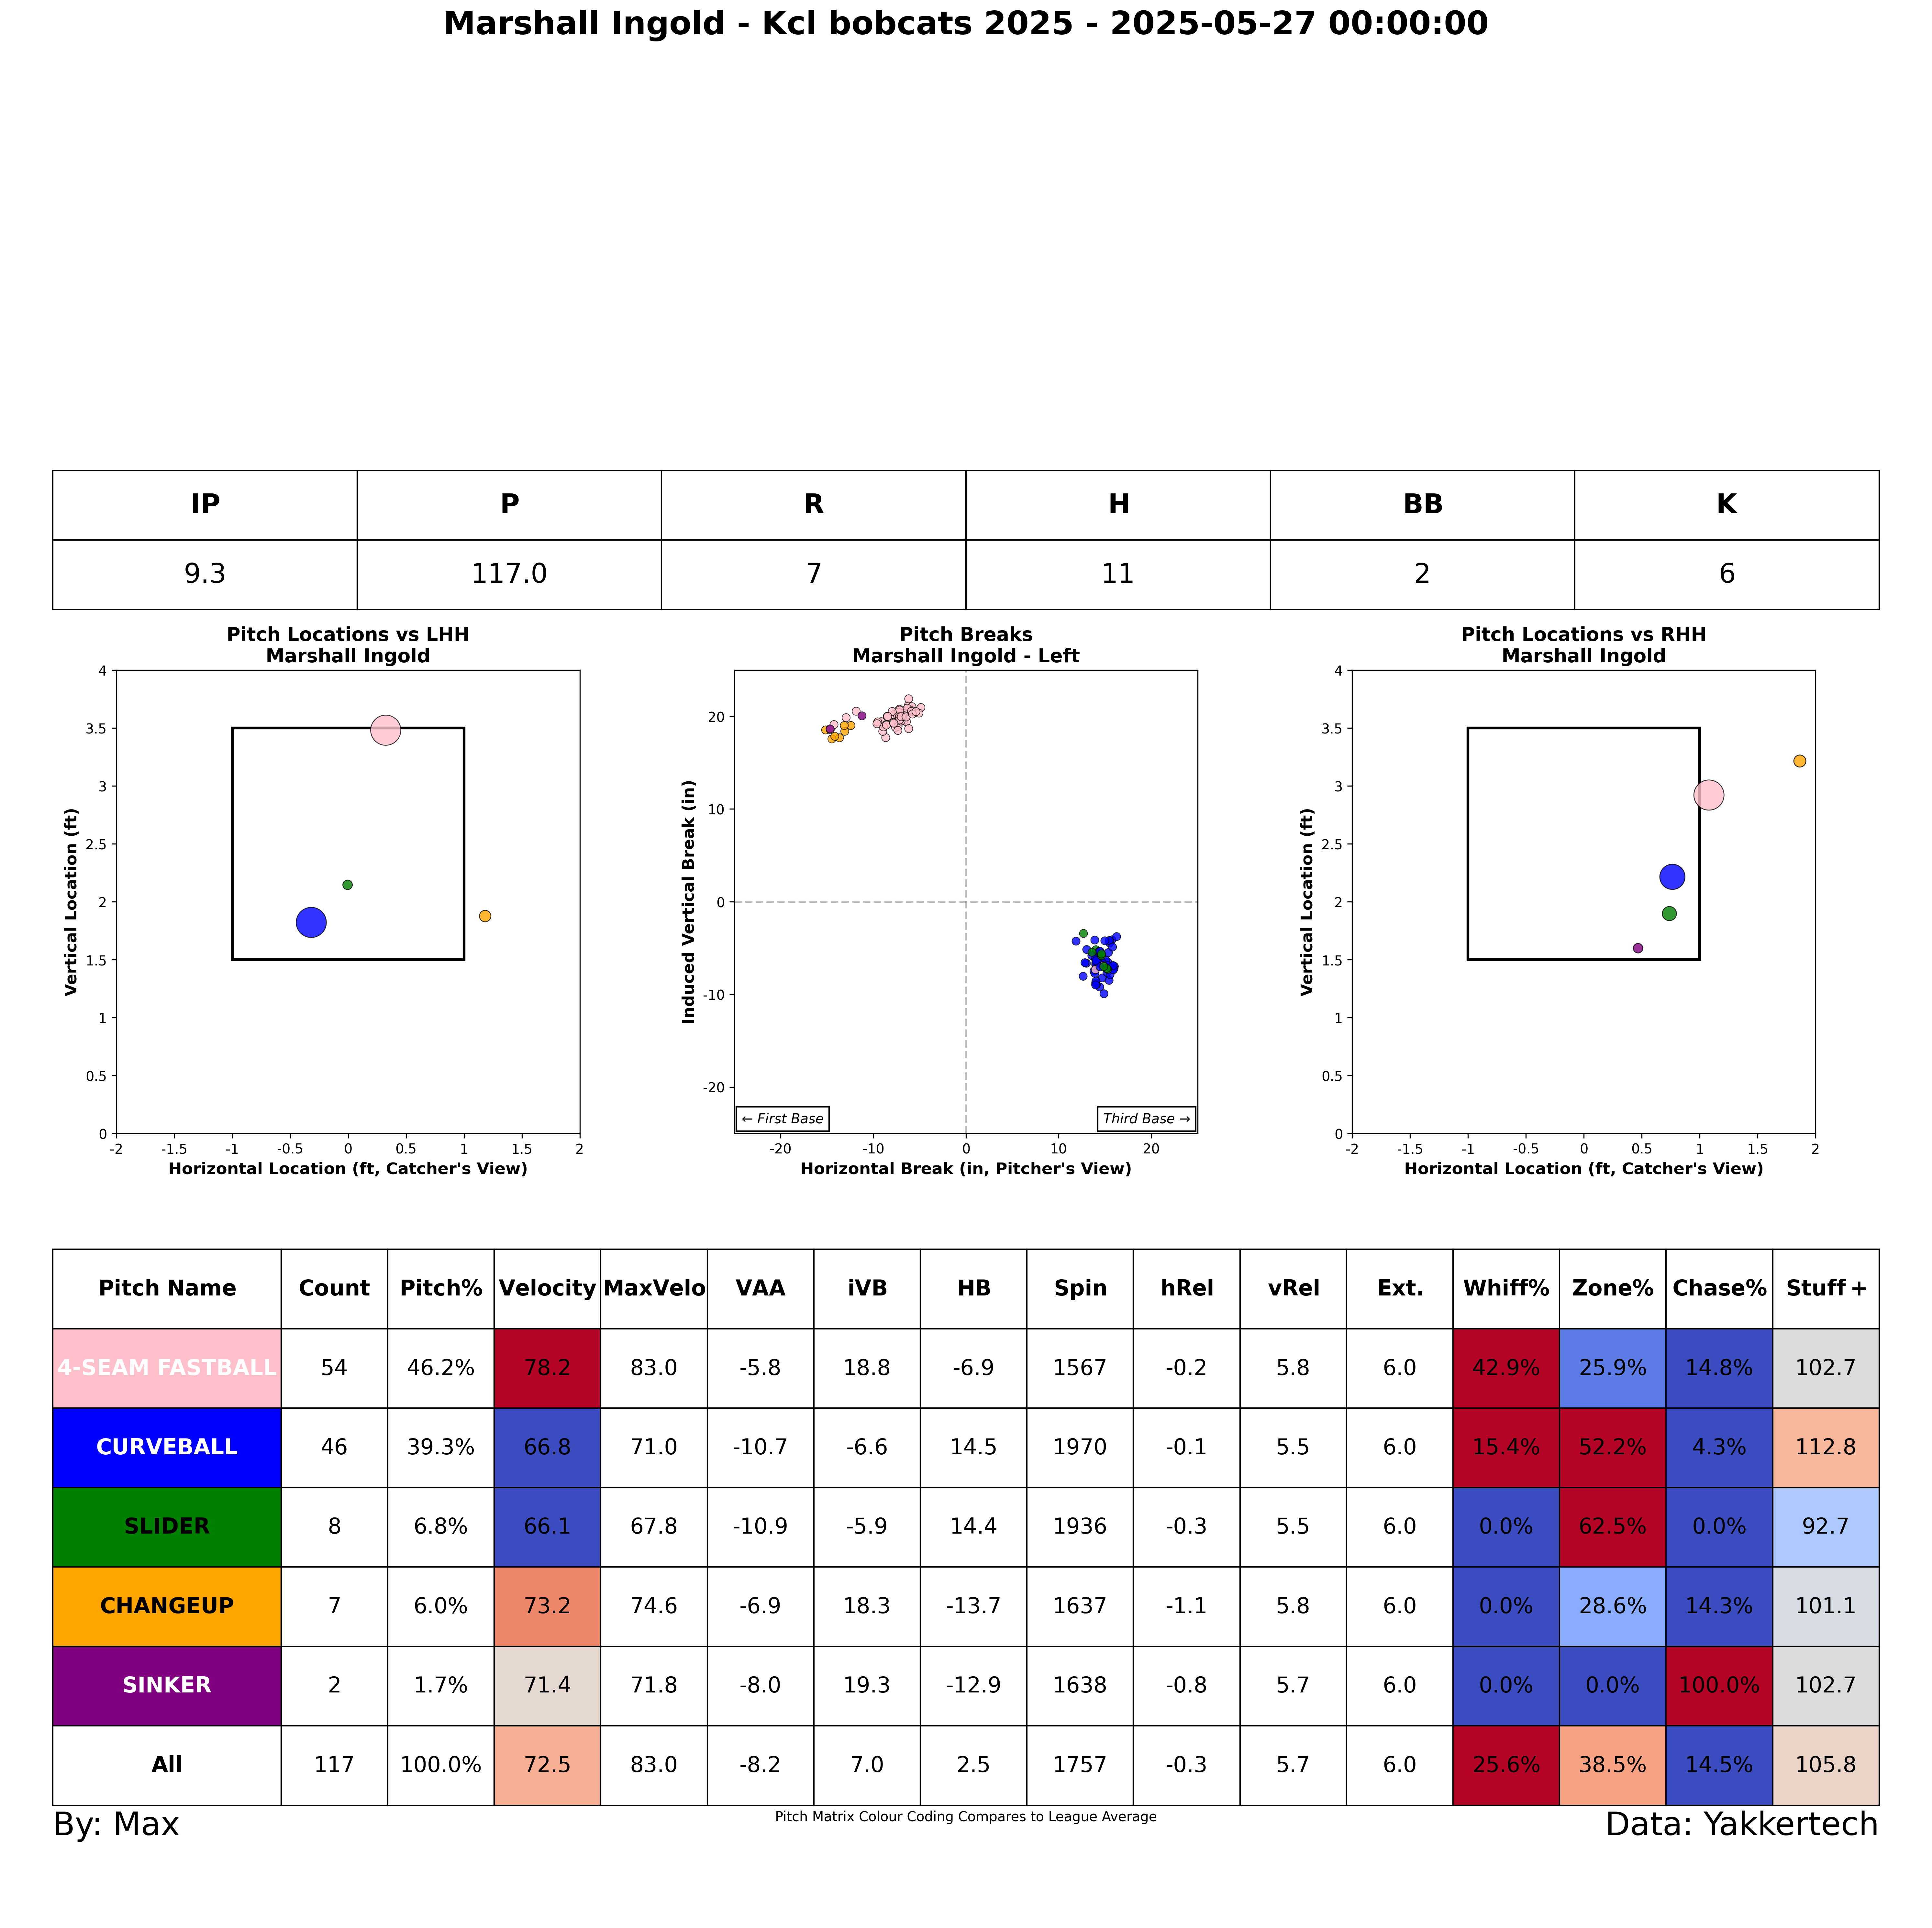 Marshall Ingold - Kcl bobcats 2025 - 2025-05-27 00:00:00
IP P R H BB K
9.3 117.0 7 11 2 6
Pitch Locations vs LHH
Marshall Ingold
4
3.5
3
2.5
2
1.5
1
0.5
0
-2 -1.5 -1 -0.5 0 0.5 1 1.5 2
Vertical Location (ft)
Horizontal Location (ft, Catcher's View)
Pitch Breaks
Marshall Ingold - Left
20
10
0
-10
-20
← First Base Third Base →
-20 -10 0 10 20
Induced Vertical Break (in)
Horizontal Break (in, Pitcher's View)
Pitch Locations vs RHH
Marshall Ingold
4
3.5
3
2.5
2
1.5
1
0.5
0
-2 -1.5 -1 -0.5 0 0.5 1 1.5 2
Vertical Location (ft)
Horizontal Location (ft, Catcher's View)
Pitch Name Count Pitch% Velocity MaxVelo VAA iVB HB Spin hRel vRel Ext. Whiff% Zone% Chase% Stuff+
4-SEAM FASTBALL 54 46.2% 78.2 83.0 -5.8 18.8 -6.9 1567 -0.2 5.8 6.0 42.9% 25.9% 14.8% 102.7
CURVEBALL 46 39.3% 66.8 71.0 -10.7 -6.6 14.5 1970 -0.1 5.5 6.0 15.4% 52.2% 4.3% 112.8
SLIDER 8 6.8% 66.1 67.8 -10.9 -5.9 14.4 1936 -0.3 5.5 6.0 0.0% 62.5% 0.0% 92.7
CHANGEUP 7 6.0% 73.2 74.6 -6.9 18.3 -13.7 1637 -1.1 5.8 6.0 0.0% 28.6% 14.3% 101.1
SINKER 2 1.7% 71.4 71.8 -8.0 19.3 -12.9 1638 -0.8 5.7 6.0 0.0% 0.0% 100.0% 102.7
All 117 100.0% 72.5 83.0 -8.2 7.0 2.5 1757 -0.3 5.7 6.0 25.6% 38.5% 14.5% 105.8
By: Max
Pitch Matrix Colour Coding Compares to League Average
Data: Yakkertech